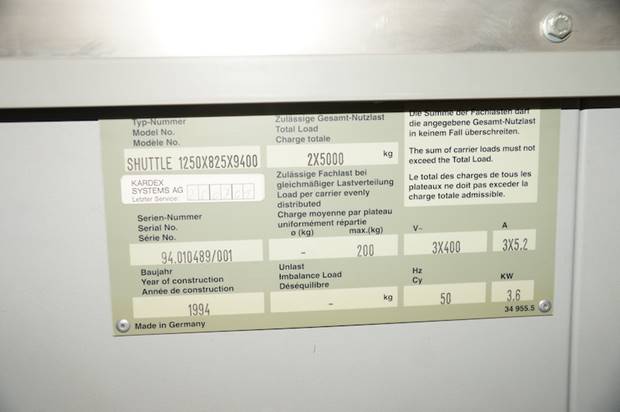 Typ-Nummer
Model No.
Modèle No.
SHUTTLE 1250X825X9400
KARDEX
SYSTEMS AG
Letzter Service:
Serien-Nummer
Serial No.
Série No.
94.010489/001
Baujahr
Year of construction
Année de construction
1994
Made in Germany
Zulässige Gesamt-Nutzlast
Total Load
Charge totale
2X5000 kg
Zulässige Fachlast bei
gleichmäßiger Lastverteilung
Load per carrier evenly
distributed
Charge moyenne par plateau
uniformément répartie
ø (kg) max.(kg)
- 200
Unlast
Imbalance Load
Déséquilibre
- kg
Die Summe der Fachlasten darf
die angegebene Gesamt-Nutzlast
in keinem Fall überschreiten.
The sum of carrier loads must not
exceed the Total Load.
Le total des charges de tous les
plateaux ne doit pas exceder la
charge totale admissible.
V~ A
3X400 3X5.2
Hz KW
Cy
50 3.6
34 955.5